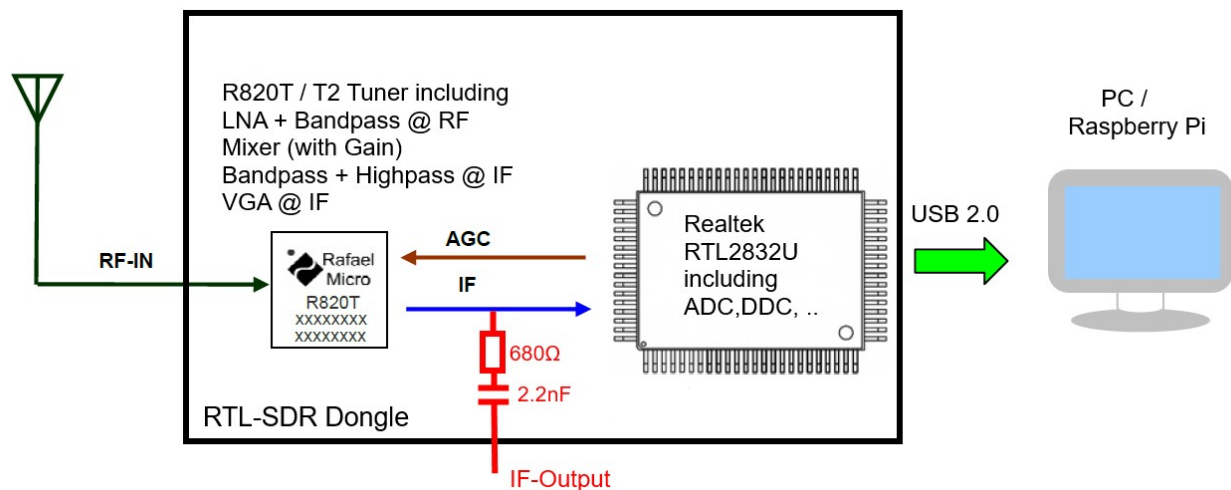 R820T / T2 Tuner including
LNA + Bandpass @ RF
Mixer (with Gain)
Bandpass + Highpass @ IF
VGA @ IF
PC /
Raspberry Pi
RF-IN
Rafael
Micro
R820T
XXXXXXXX
XXXXXXXX
AGC
IF
Realtek
RTL2832U
including
ADC,DDC, ..
USB 2.0
680Ω
2.2nF
RTL-SDR Dongle
IF-Output